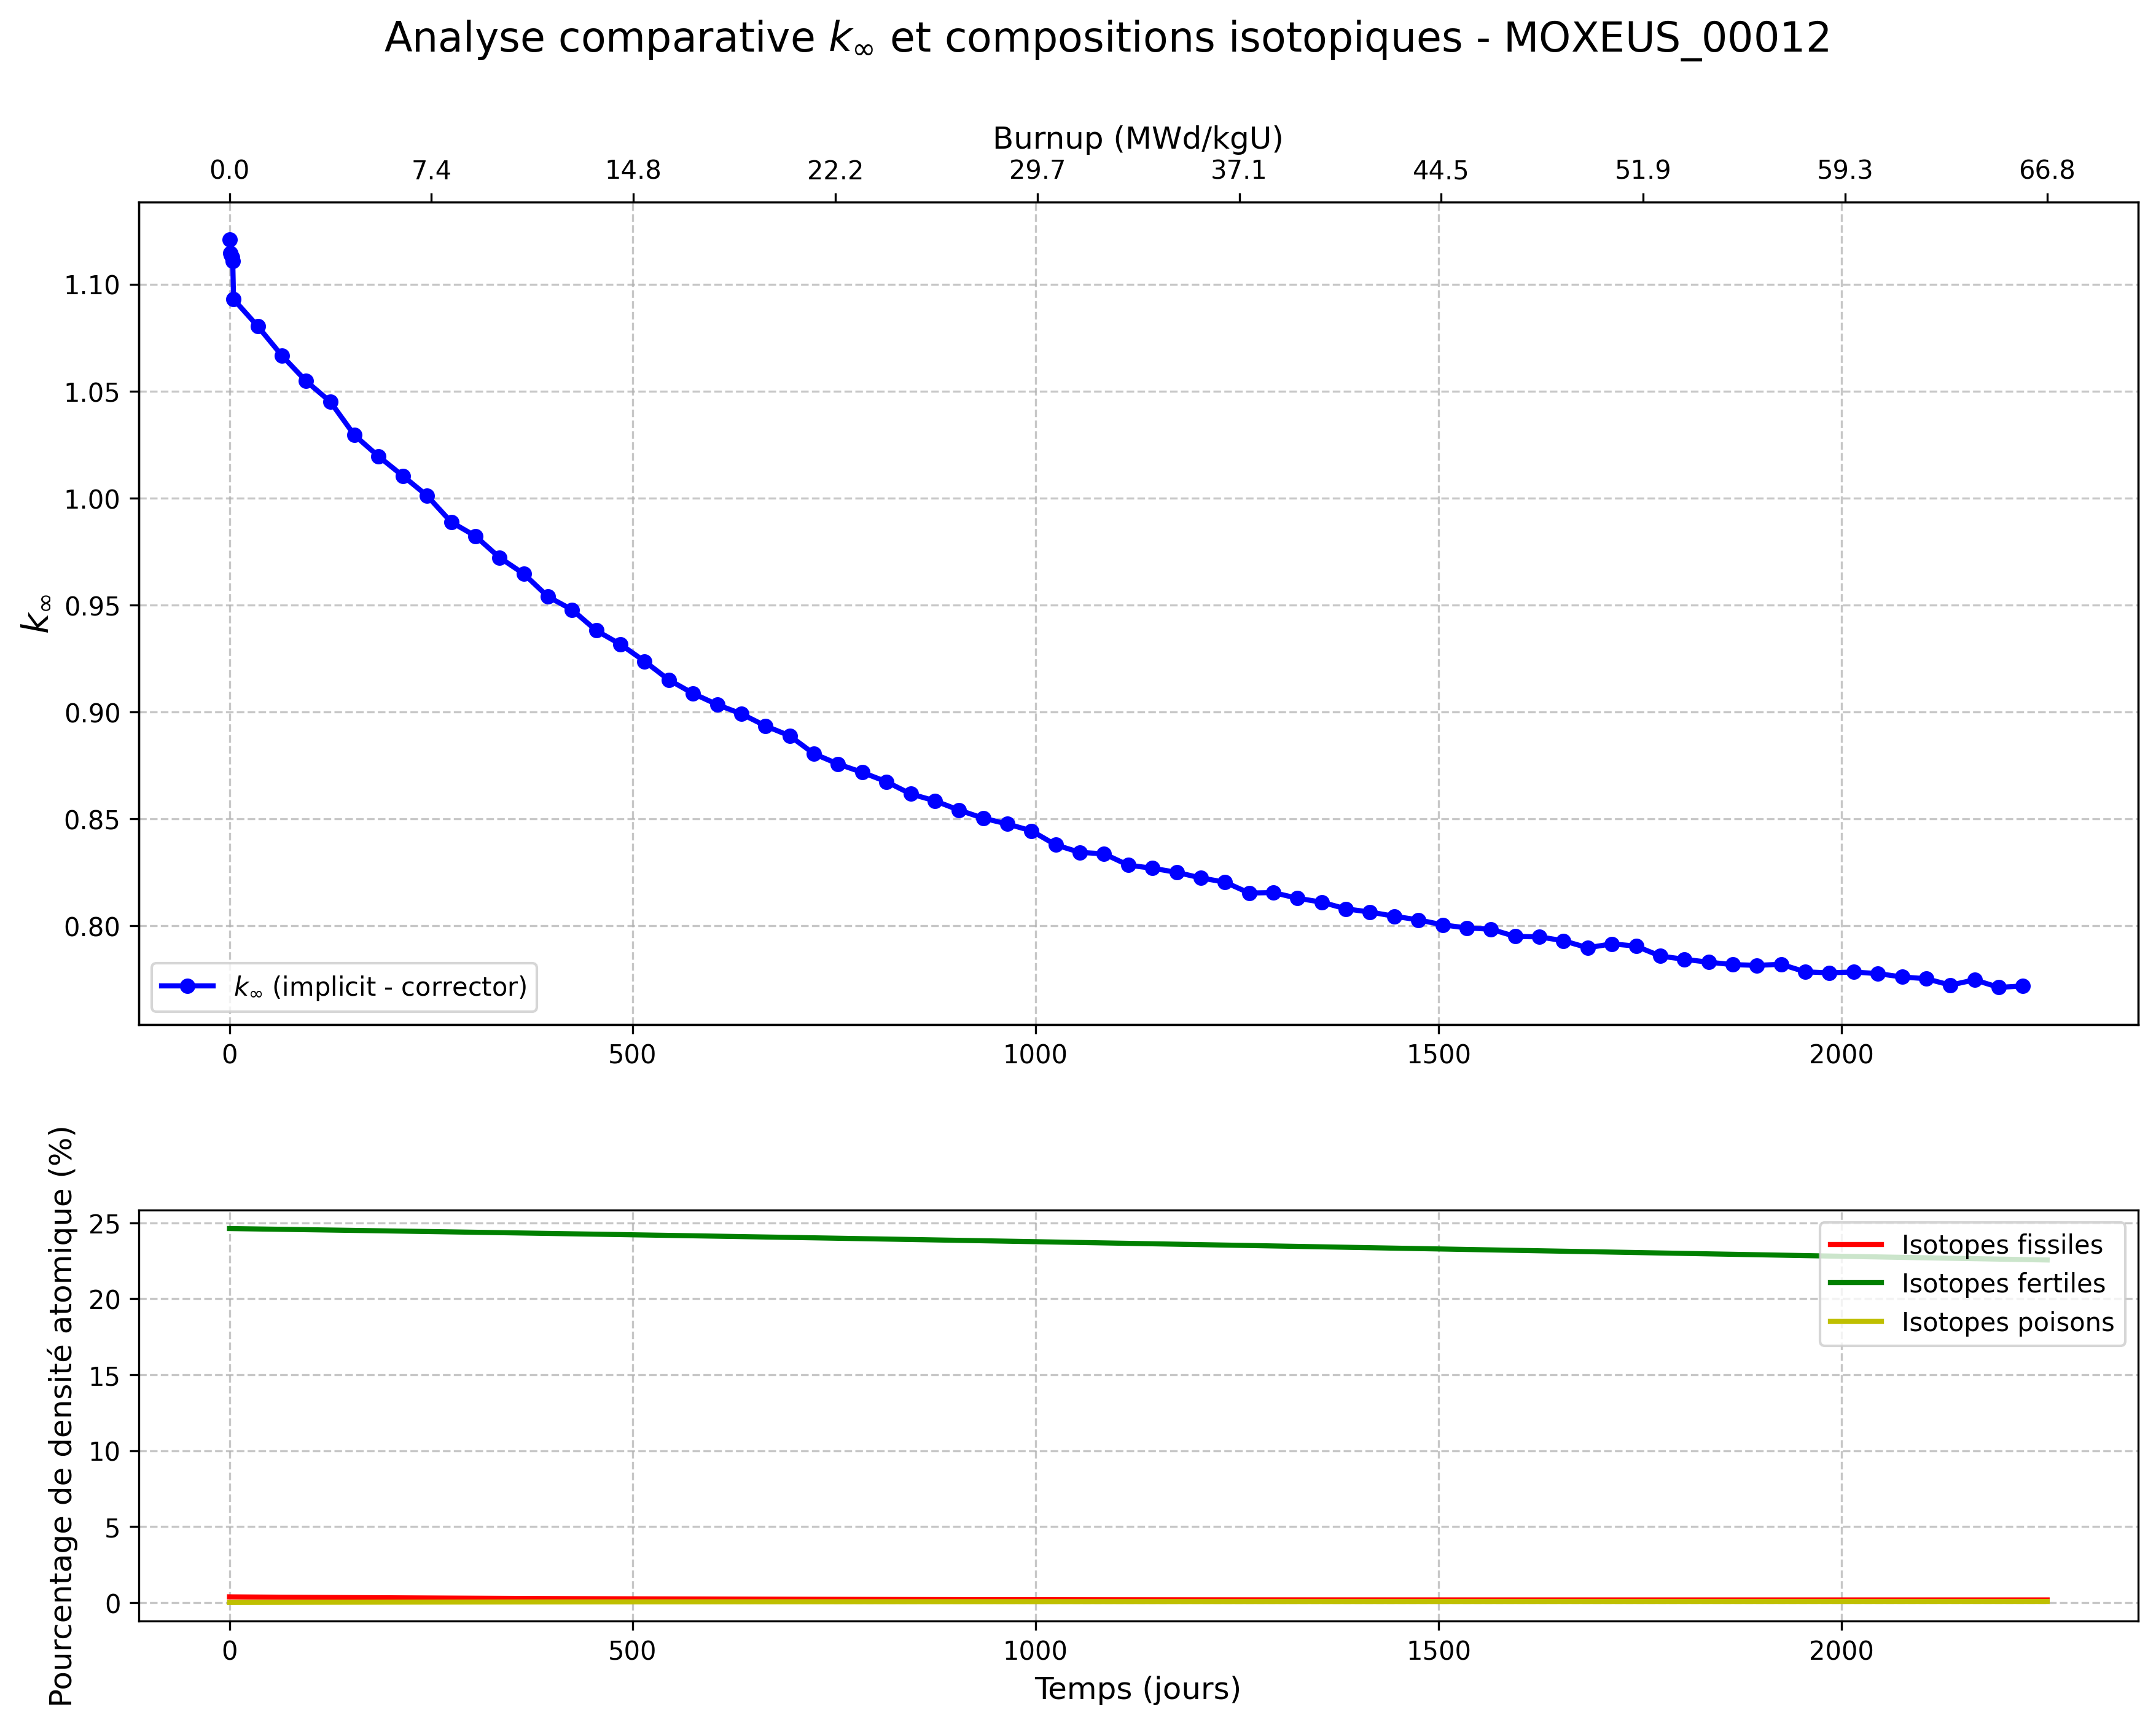 Analyse comparative k∞ et compositions isotopiques - MOXEUS_00012
Burnup (MWd/kgU)
0.0 7.4 14.8 22.2 29.7 37.1 44.5 51.9 59.3 66.8
k∞
1.10
1.05
1.00
0.95
0.90
0.85
0.80
k∞ (implicit - corrector)
0 500 1000 1500 2000
Pourcentage de densité atomique (%)
25
20
15
10
5
0
Isotopes fissiles
Isotopes fertiles
Isotopes poisons
0 500 1000 1500 2000
Temps (jours)